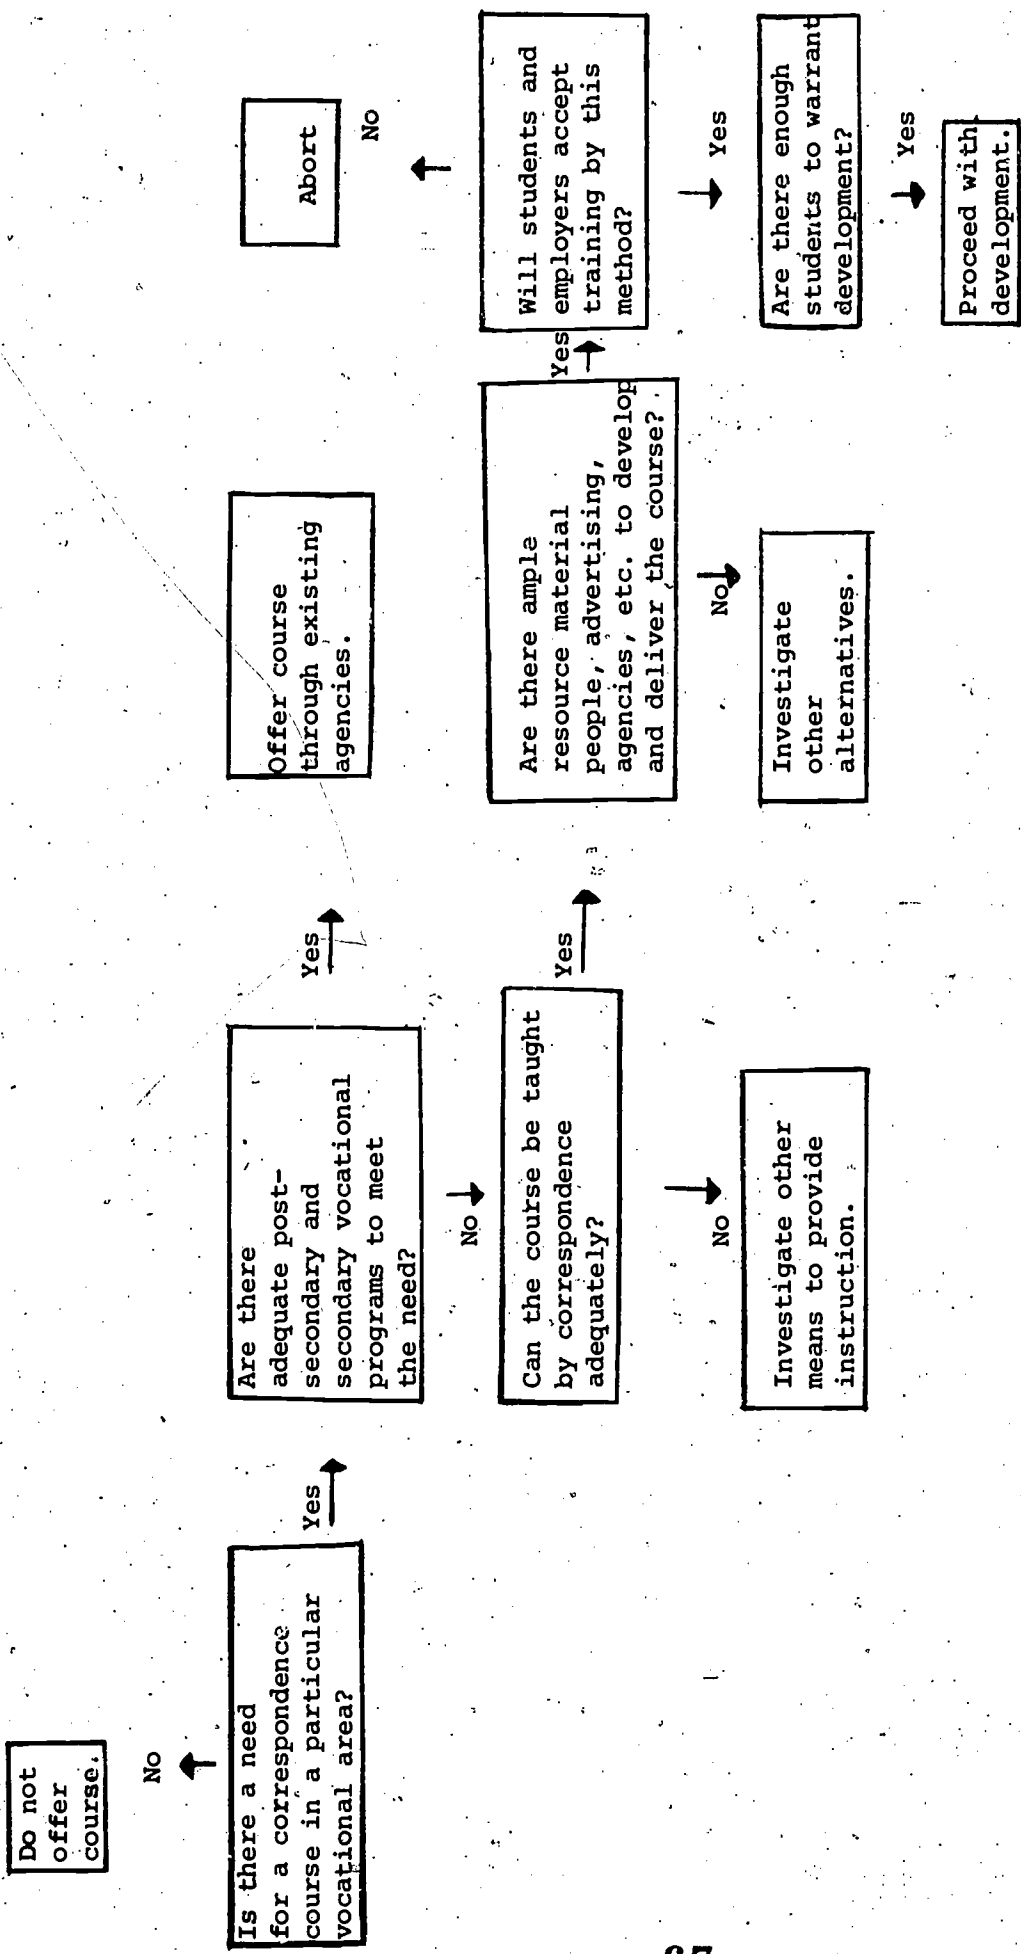 Do not
offer
course.
No
Is there a need
for a correspondence
course in a particular
vocational area?
Yes
Are there
adequate post-
secondary and
secondary vocational
programs to meet
the need?
Yes
Offer course
through existing
agencies.
No
Can the course be taught
by correspondence
adequately?
No
Investigate other
means to provide
instruction.
Yes
Are there ample
resource material
people, advertising,
agencies, etc. to develop
and deliver the course?
No
Investigate
other
alternatives.
Yes
Will students and
employers accept
training by this
method?
No
Abort
Yes
Are there enough
students to warrant
development?
Yes
Proceed with
development.